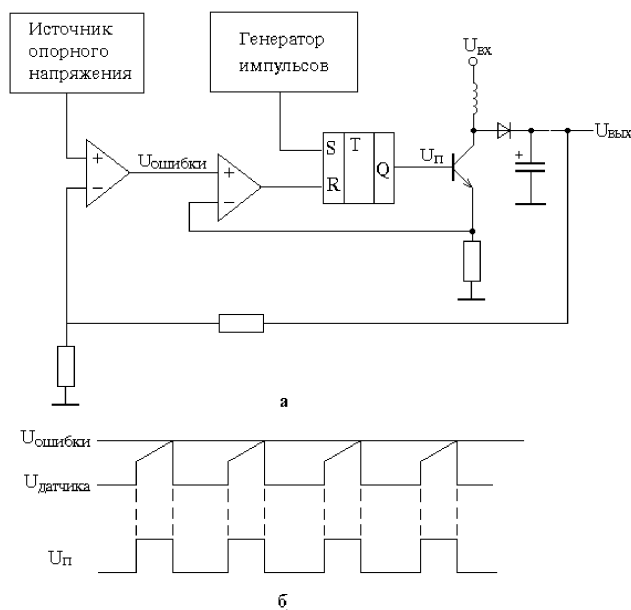 Источник
опорного
напряжения
Генератор
импульсов
Uвх
Uвых
+
−
Uошибки
+
−
S
T
R
Q
Uп
+
а
Uошибки
Uдатчика
Uп
б